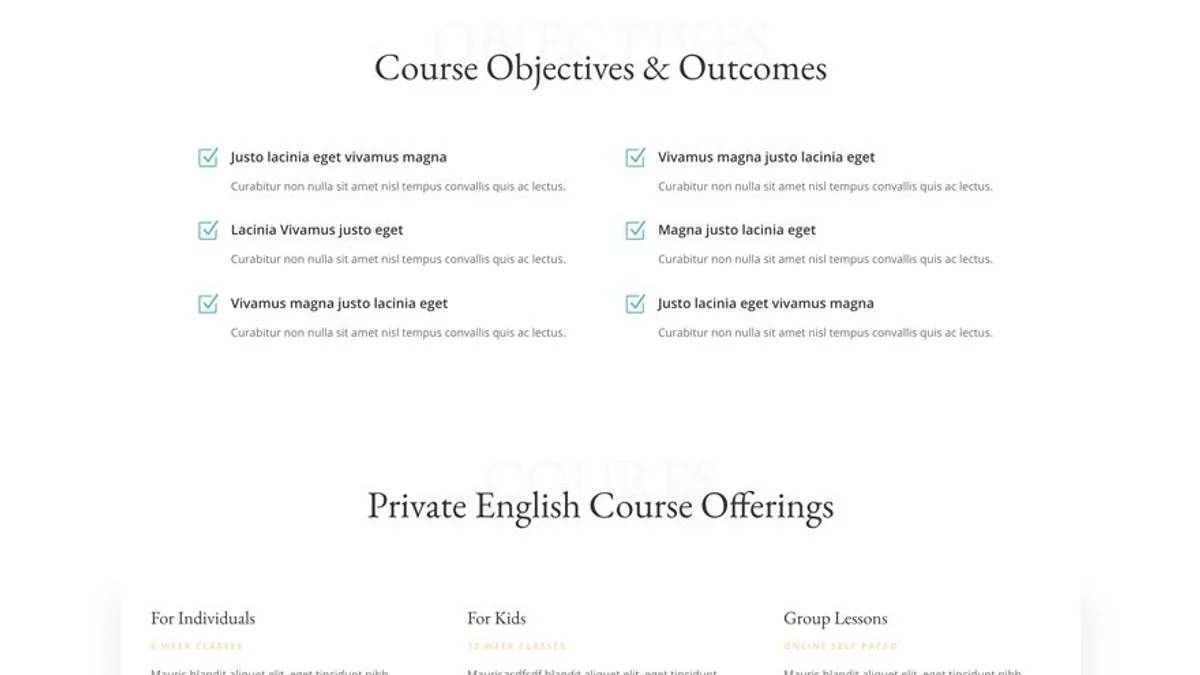 OBJECTIVES
Course Objectives & Outcomes
Justo lacinia eget vivamus magna
Curabitur non nulla sit amet nisl tempus convallis quis ac lectus.
Lacinia Vivamus justo eget
Curabitur non nulla sit amet nisl tempus convallis quis ac lectus.
Vivamus magna justo lacinia eget
Curabitur non nulla sit amet nisl tempus convallis quis ac lectus.
Vivamus magna justo lacinia eget
Curabitur non nulla sit amet nisl tempus convallis quis ac lectus.
Magna justo lacinia eget
Curabitur non nulla sit amet nisl tempus convallis quis ac lectus.
Justo lacinia eget vivamus magna
Curabitur non nulla sit amet nisl tempus convallis quis ac lectus.
COURES
Private English Course Offerings
For Individuals
6 WEEK CLASSES
Mauris blandit aliquet elit, eget tincidunt nibh
For Kids
12 WEEK CLASSES
Maurisasdfsdf blandit aliquet elit, eget tincidunt
Group Lessons
ONLINE SELF PACED
Mauris blandit aliquet elit, eget tincidunt nibh